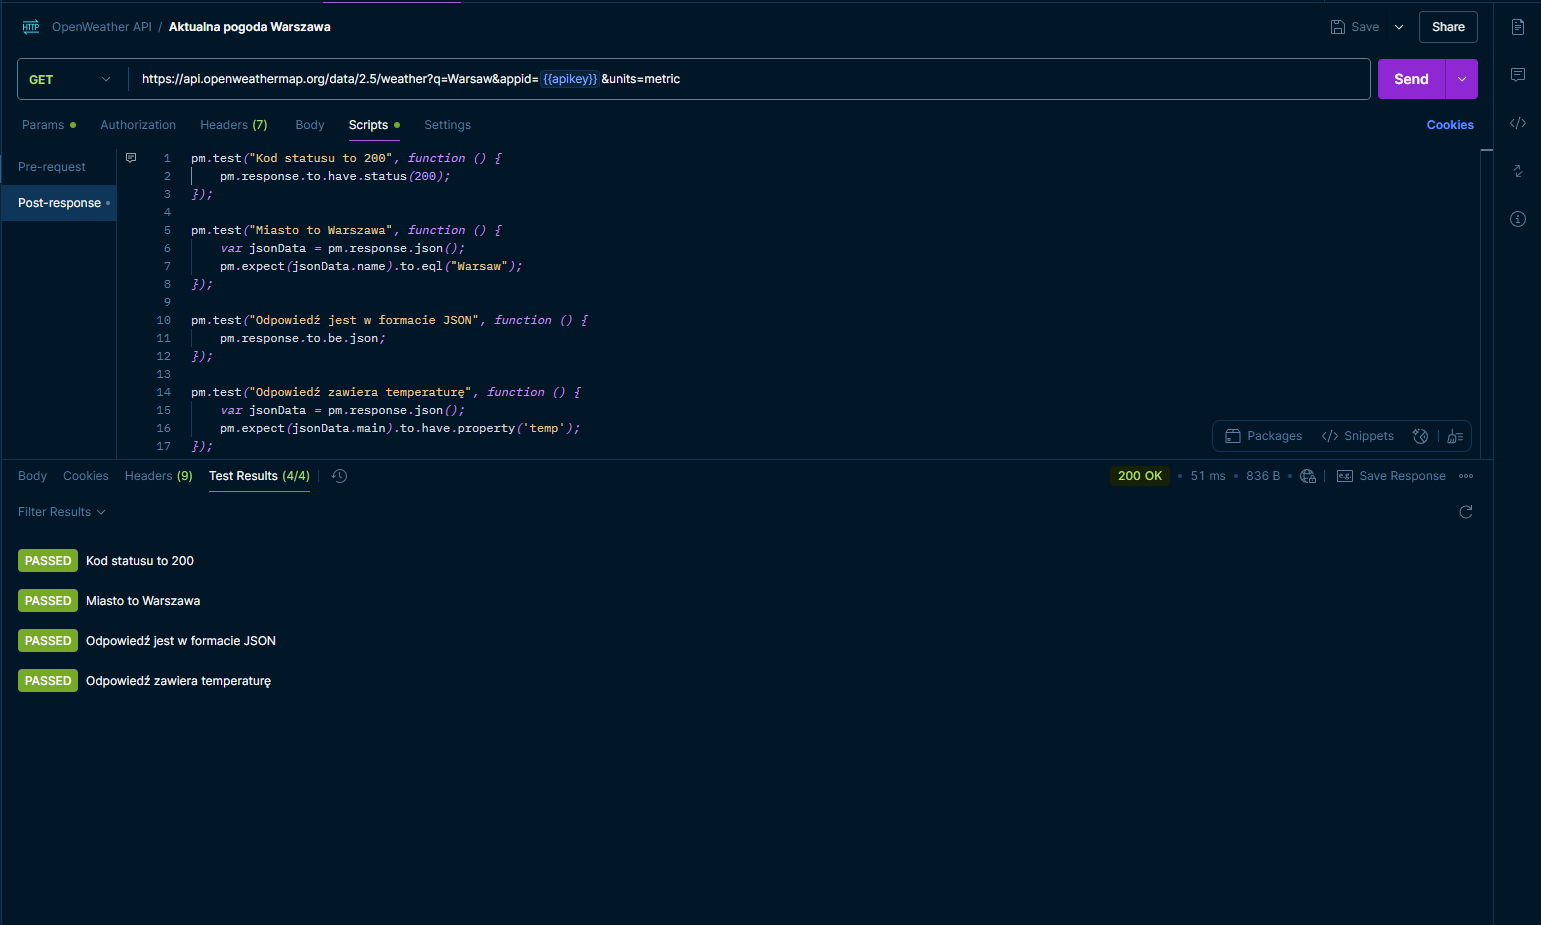 HTTP OpenWeather API / Aktualna pogoda Warszawa Save Share
GET https://api.openweathermap.org/data/2.5/weather?q=Warsaw&appid={{apikey}}&units=metric Send
Params Authorization Headers (7) Body Scripts Settings Cookies
Pre-request
Post-response
1 pm.test("Kod statusu to 200", function () {
2 pm.response.to.have.status(200);
3 });
4
5 pm.test("Miasto to Warszawa", function () {
6 var jsonData = pm.response.json();
7 pm.expect(jsonData.name).to.eql("Warsaw");
8 });
9
10 pm.test("Odpowiedź jest w formacie JSON", function () {
11 pm.response.to.be.json;
12 });
13
14 pm.test("Odpowiedź zawiera temperaturę", function () {
15 var jsonData = pm.response.json();
16 pm.expect(jsonData.main).to.have.property('temp');
17 });
Packages Snippets
Body Cookies Headers (9) Test Results (4/4) 200 OK • 51 ms • 836 B • e.g. Save Response
Filter Results
PASSED Kod statusu to 200
PASSED Miasto to Warszawa
PASSED Odpowiedź jest w formacie JSON
PASSED Odpowiedź zawiera temperaturę